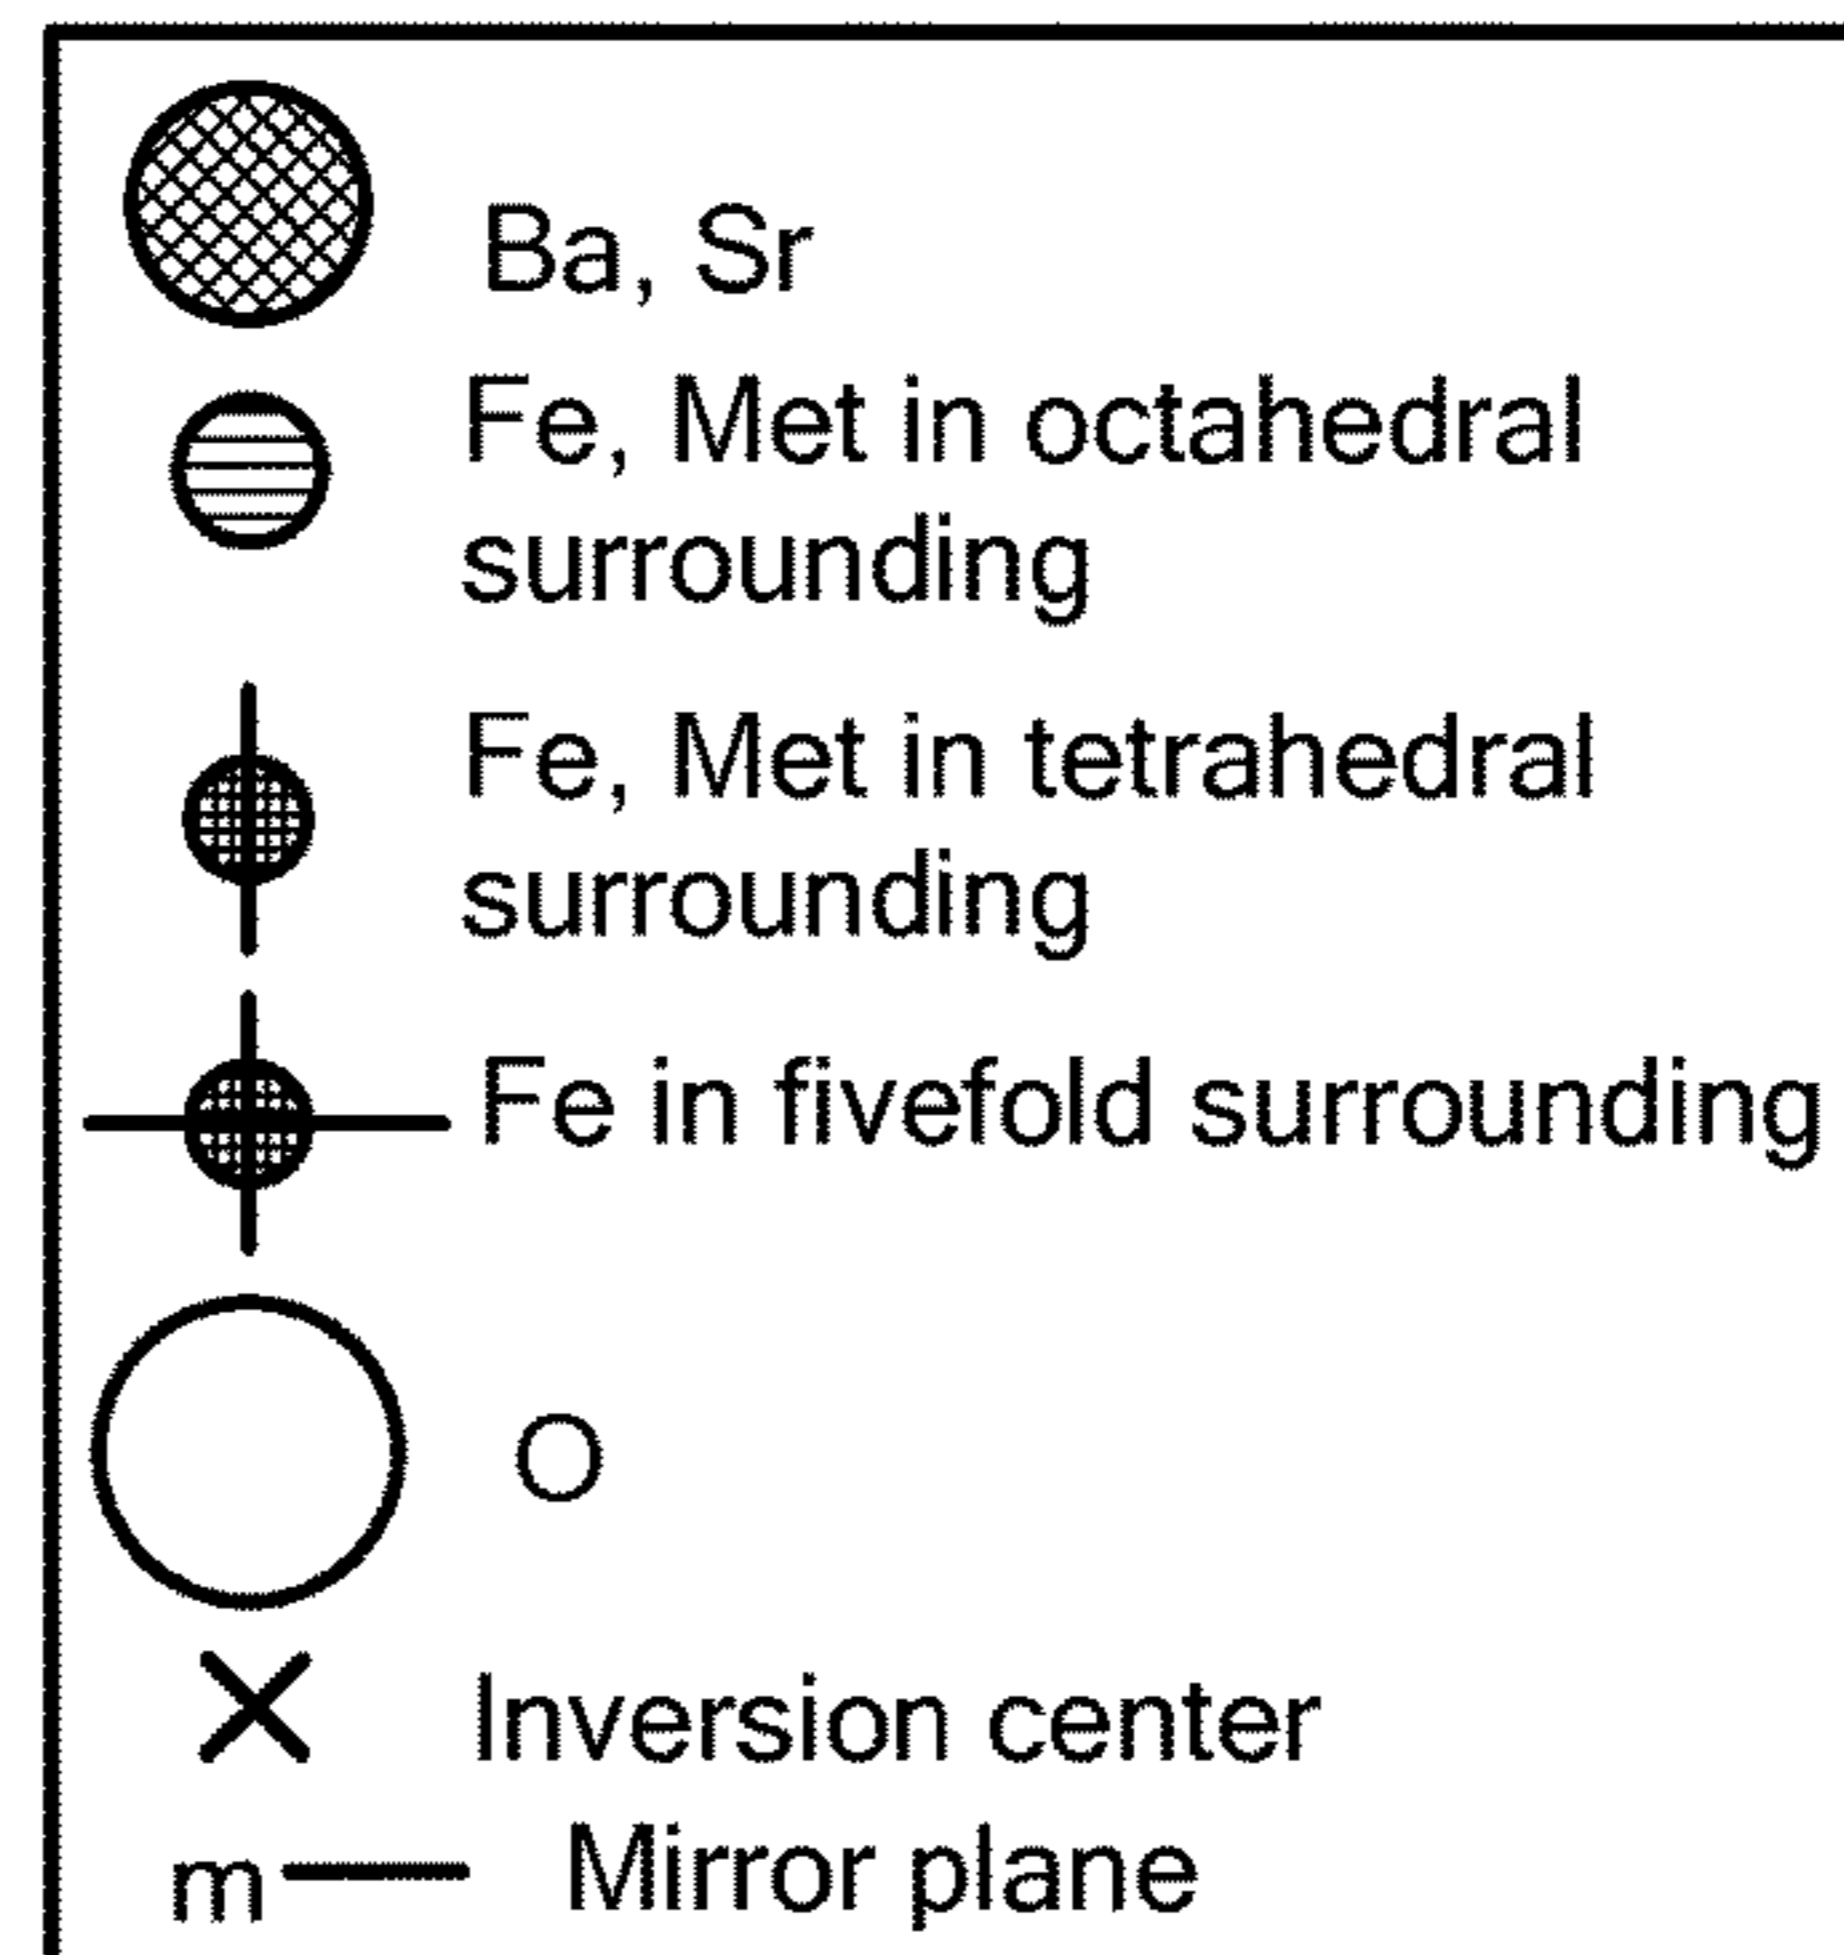 Ba, Sr
Fe, Met in octahedral
surrounding
Fe, Met in tetrahedral
surrounding
Fe in fivefold surrounding
O
Inversion center
m Mirror plane